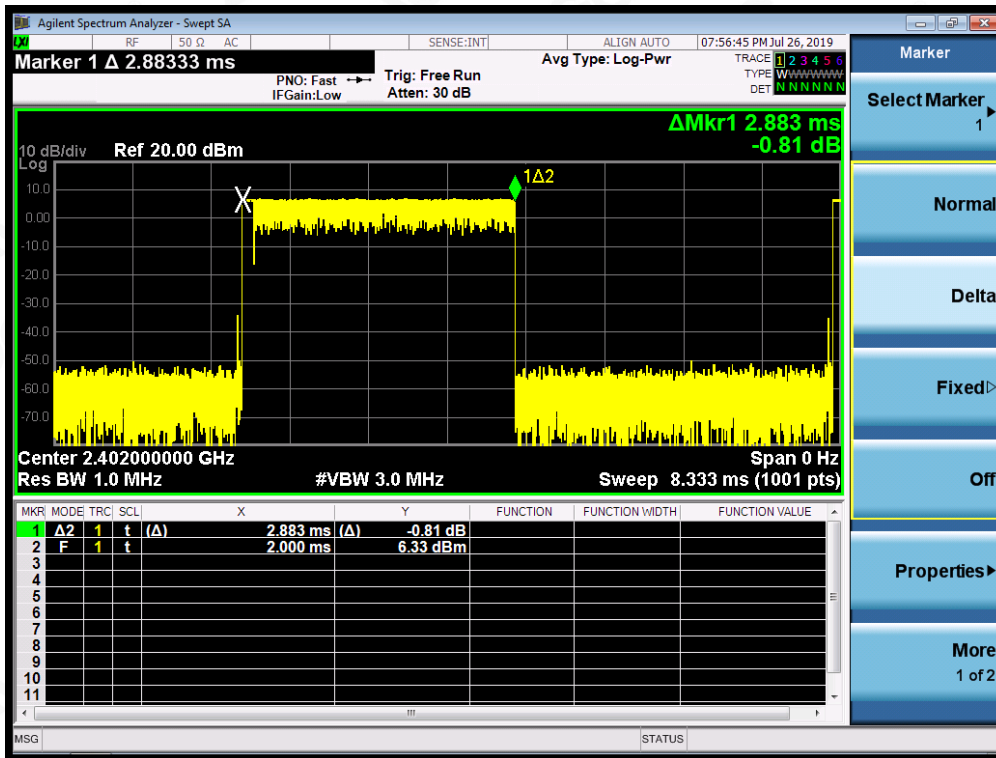 Agilent Spectrum Analyzer - Swept SA
LXI RF 50 Ω AC SENSE:INT ALIGN AUTO 07:56:45 PM Jul 26, 2019
Marker 1 Δ 2.88333 ms
PNO: Fast
IFGain:Low
Trig: Free Run
Atten: 30 dB
Avg Type: Log-Pwr
TRACE 1 2 3 4 5 6
TYPE WWWWWW
DET N N N N N N
ΔMkr1 2.883 ms
-0.81 dB
10 dB/div Ref 20.00 dBm
Log
10.0
0.00
-10.0
-20.0
-30.0
-40.0
-50.0
-60.0
-70.0
1Δ2
Center 2.402000000 GHz Span 0 Hz
Res BW 1.0 MHz #VBW 3.0 MHz Sweep 8.333 ms (1001 pts)
MKR MODE TRC SCL X Y FUNCTION FUNCTION WIDTH FUNCTION VALUE
1 Δ2 1 t (Δ) 2.883 ms (Δ) -0.81 dB
2 F 1 t 2.000 ms 6.33 dBm
3
4
5
6
7
8
9
10
11
MSG STATUS
Marker
Select Marker
1
Normal
Delta
Fixed
Off
Properties
More
1 of 2